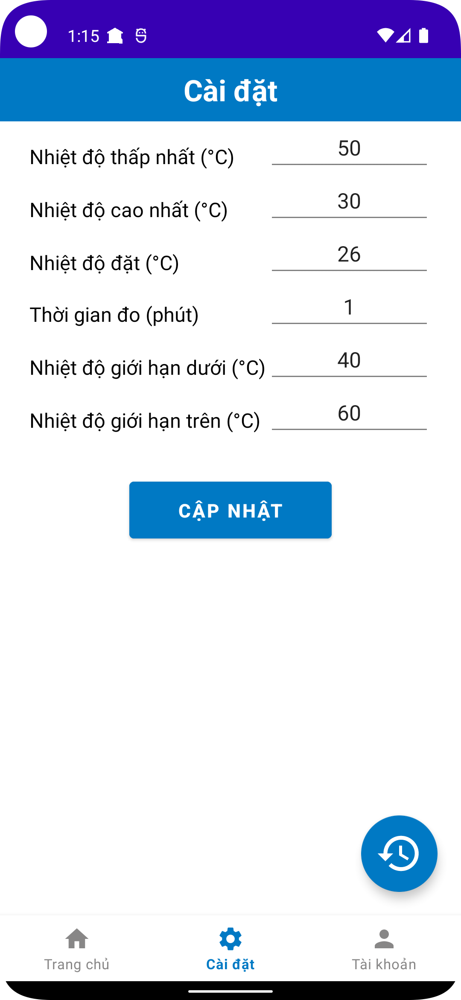 1:15
Cài đặt
Nhiệt độ thấp nhất (°C) 50
Nhiệt độ cao nhất (°C) 30
Nhiệt độ đặt (°C) 26
Thời gian đo (phút) 1
Nhiệt độ giới hạn dưới (°C) 40
Nhiệt độ giới hạn trên (°C) 60
CẬP NHẬT
Trang chủ Cài đặt Tài khoản